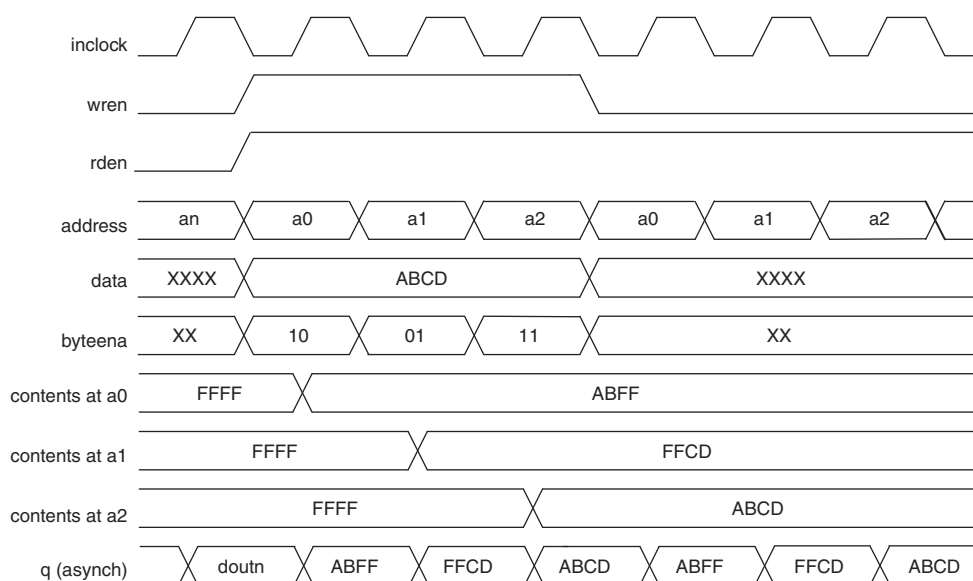 inclock
wren
rden
address an a0 a1 a2 a0 a1 a2
data XXXX ABCD XXXX
byteena XX 10 01 11 XX
contents at a0 FFFF ABFF
contents at a1 FFFF FFCD
contents at a2 FFFF ABCD
q (asynch) doutn ABFF FFCD ABCD ABFF FFCD ABCD